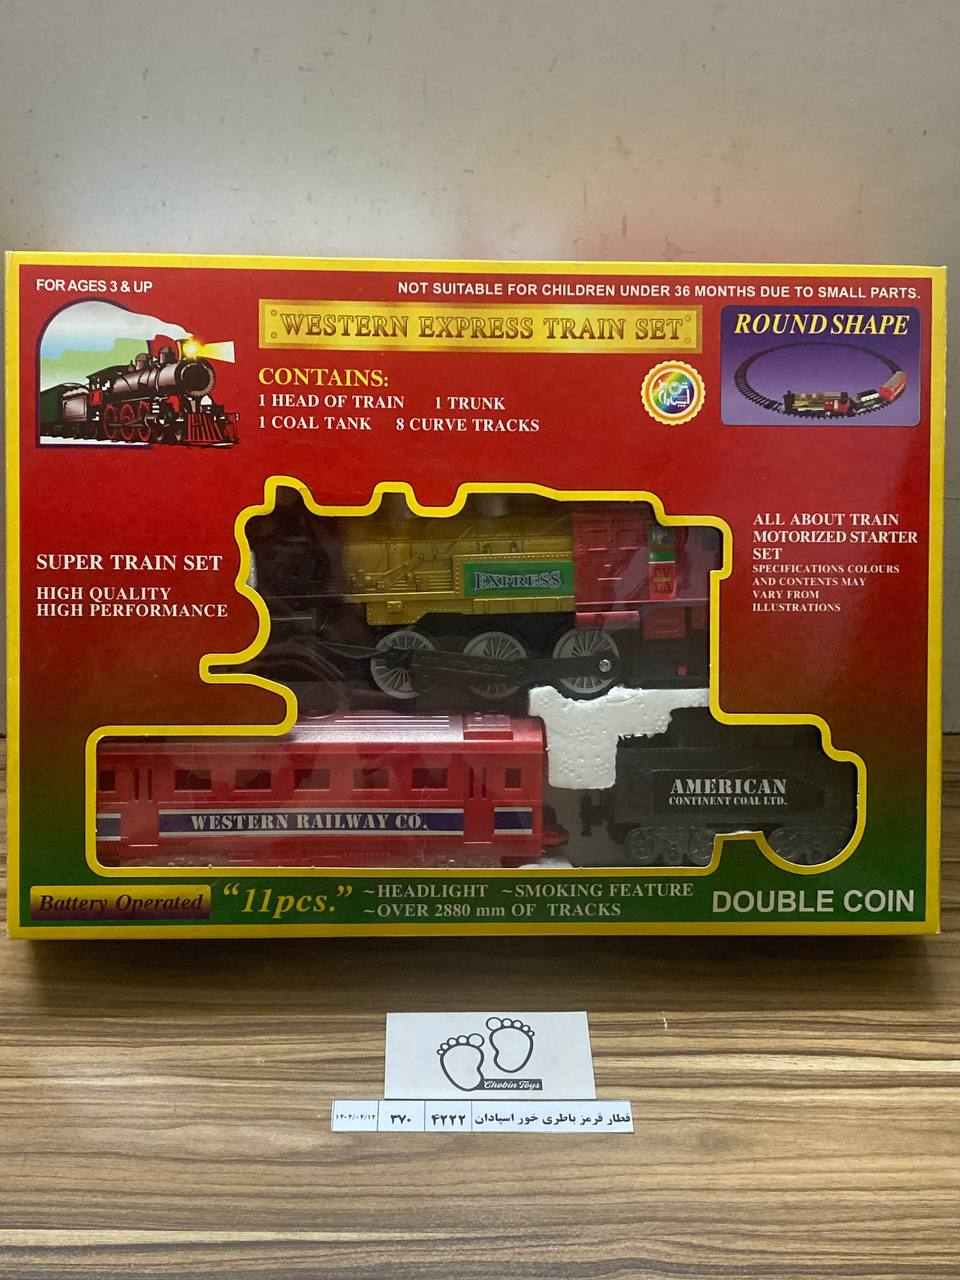 FOR AGES 3 & UP
NOT SUITABLE FOR CHILDREN UNDER 36 MONTHS DUE TO SMALL PARTS.
WESTERN EXPRESS TRAIN SET
ROUND SHAPE
CONTAINS:
1 HEAD OF TRAIN 1 TRUNK
1 COAL TANK 8 CURVE TRACKS
SUPER TRAIN SET
HIGH QUALITY
HIGH PERFORMANCE
ALL ABOUT TRAIN
MOTORIZED STARTER
SET
SPECIFICATIONS COLOURS
AND CONTENTS MAY
VARY FROM
ILLUSTRATIONS
EXPRESS
WESTERN RAILWAY CO.
AMERICAN
CONTINENT COAL LTD.
Battery Operated
“11pcs.”
~HEADLIGHT ~SMOKING FEATURE
~OVER 2880 mm OF TRACKS
DOUBLE COIN
Chobin Toys
قطار قرمز باطری خور اسپادان ۴۲۲۲ ۳۷۰